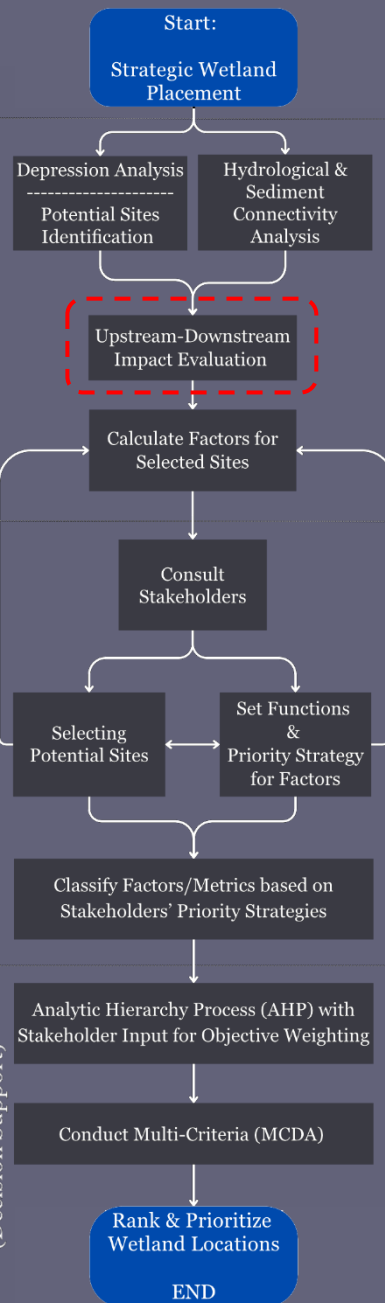 Start:
Strategic Wetland
Placement
Depression Analysis
---------------------
Potential Sites
Identification
Hydrological &
Sediment
Connectivity
Analysis
Upstream-Downstream
Impact Evaluation
Calculate Factors for
Selected Sites
Consult
Stakeholders
Selecting
Potential Sites
Set Functions
&
Priority Strategy
for Factors
Classify Factors/Metrics based on
Stakeholders’ Priority Strategies
Analytic Hierarchy Process (AHP) with
Stakeholder Input for Objective Weighting
Conduct Multi-Criteria (MCDA)
(Decision Support)
Rank & Prioritize
Wetland Locations
END